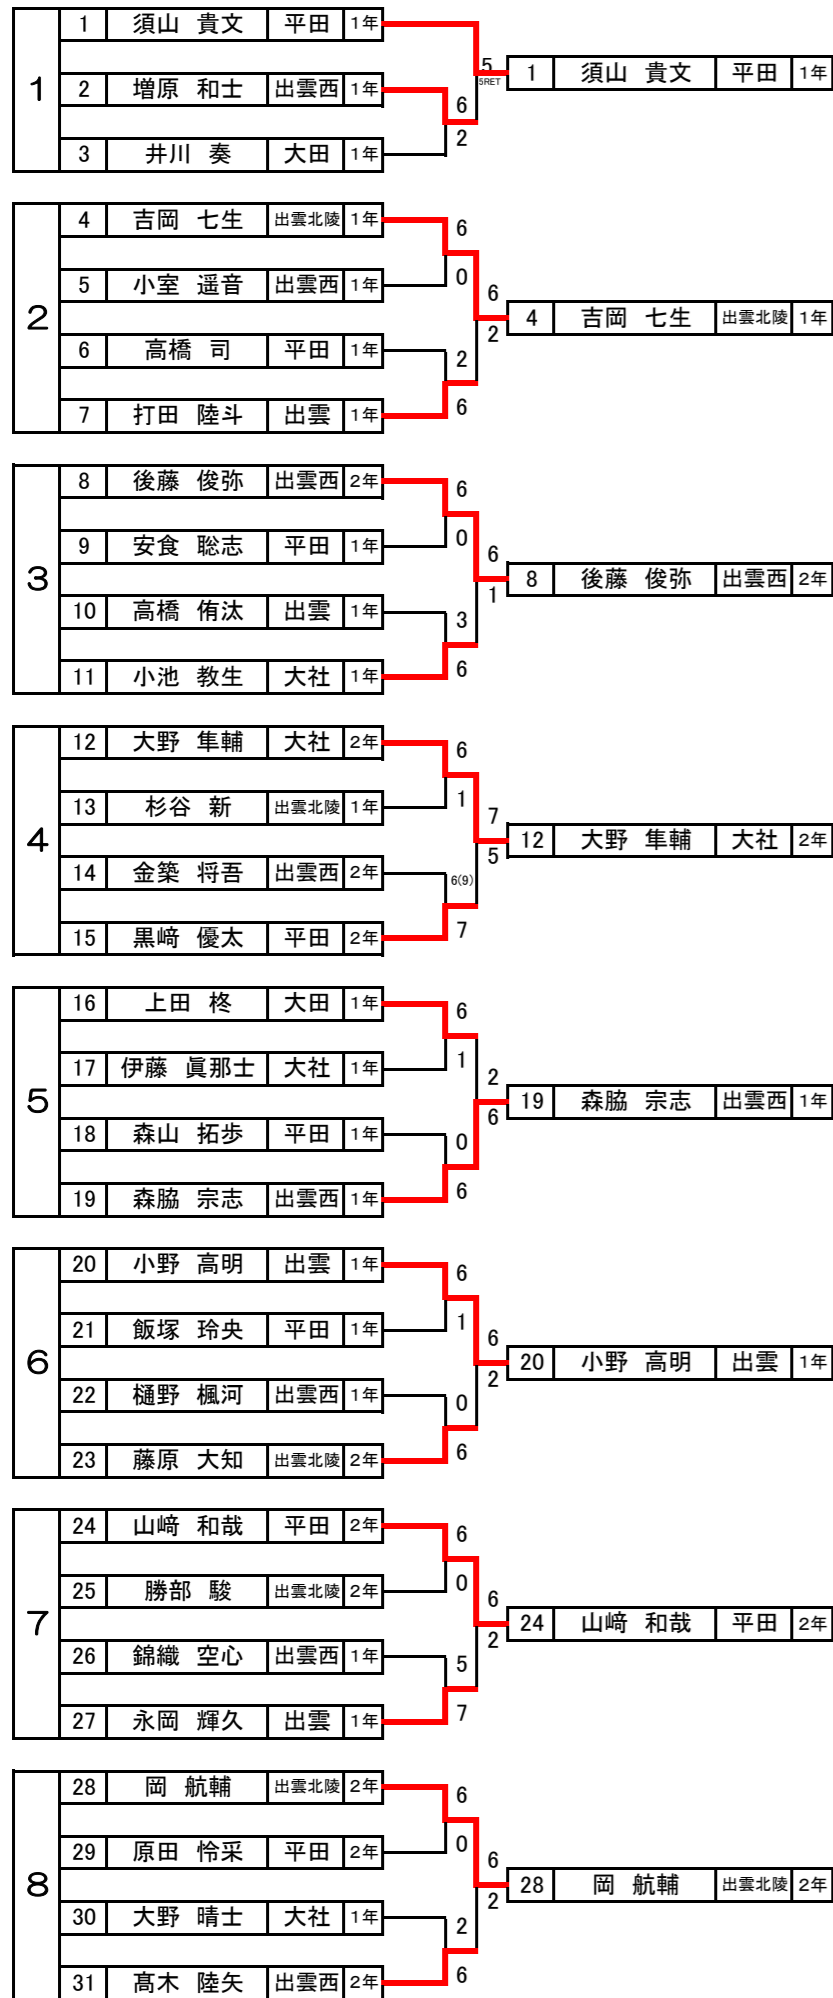 1
1 須山 貴文 平田 1年
2 増原 和士 出雲西 1年
3 井川 奏 大田 1年
6
2
5
5RET
1 須山 貴文 平田 1年
2
4 吉岡 七生 出雲北陵 1年
5 小室 遥音 出雲西 1年
6 高橋 司 平田 1年
7 打田 陸斗 出雲 1年
6
0
2
6
6
2
4 吉岡 七生 出雲北陵 1年
3
8 後藤 俊弥 出雲西 2年
9 安食 聡志 平田 1年
10 高橋 侑汰 出雲 1年
11 小池 教生 大社 1年
6
0
3
6
6
1
8 後藤 俊弥 出雲西 2年
4
12 大野 隼輔 大社 2年
13 杉谷 新 出雲北陵 1年
14 金築 将吾 出雲西 2年
15 黒﨑 優太 平田 2年
6
1
6(9)
7
7
5
12 大野 隼輔 大社 2年
5
16 上田 柊 大田 1年
17 伊藤 眞那士 大社 1年
18 森山 拓歩 平田 1年
19 森脇 宗志 出雲西 1年
6
1
0
6
2
6
19 森脇 宗志 出雲西 1年
6
20 小野 高明 出雲 1年
21 飯塚 玲央 平田 1年
22 樋野 楓河 出雲西 1年
23 藤原 大知 出雲北陵 2年
6
1
0
6
6
2
20 小野 高明 出雲 1年
7
24 山﨑 和哉 平田 2年
25 勝部 駿 出雲北陵 2年
26 錦織 空心 出雲西 1年
27 永岡 輝久 出雲 1年
6
0
5
7
6
2
24 山﨑 和哉 平田 2年
8
28 岡 航輔 出雲北陵 2年
29 原田 怜采 平田 2年
30 大野 晴士 大社 1年
31 髙木 陸矢 出雲西 2年
6
0
2
6
6
2
28 岡 航輔 出雲北陵 2年